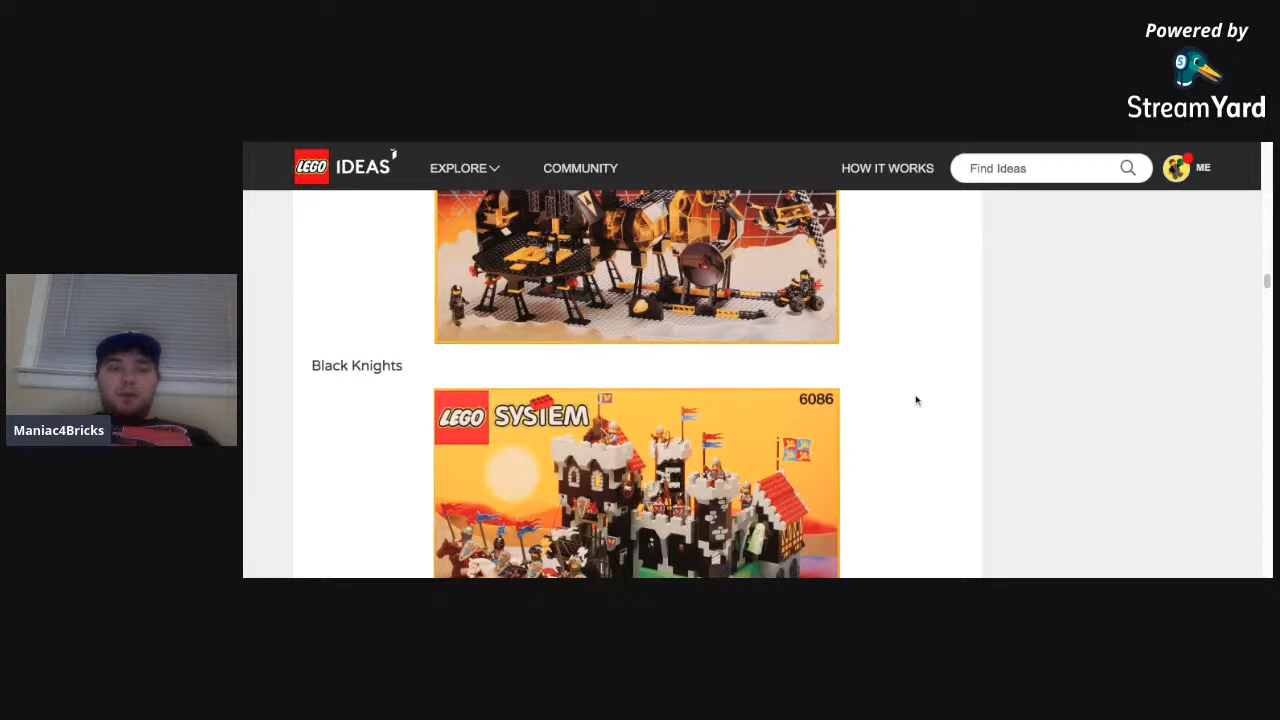 Powered by
StreamYard
LEGO IDEAS EXPLORE COMMUNITY HOW IT WORKS Find Ideas ME
Black Knights
LEGO SYSTEM 6086
Maniac4Bricks